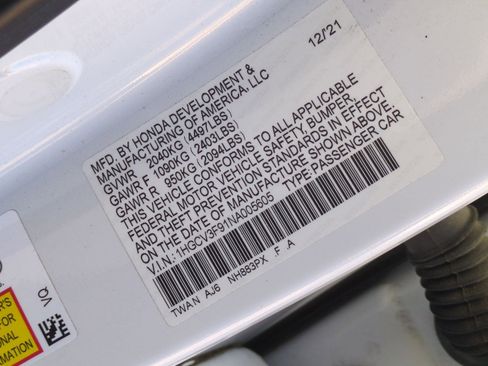 MFD. BY HONDA DEVELOPMENT & 12/'21
MANUFACTURING OF AMERICA, LLC
GVWR 2040KG (4497LBS)
GAWR F 1090KG (2403LBS)
GAWR R 950KG (2094LBS)
THIS VEHICLE CONFORMS TO ALL APPLICABLE
FEDERAL MOTOR VEHICLE SAFETY, BUMPER,
AND THEFT PREVENTION STANDARDS IN EFFECT
ON THE DATE OF MANUFACTURE SHOWN ABOVE.
V.I.N.: 1HGCV3F91NA005605 TYPE: PASSENGER CAR
TWA N AJ6 NH883PX .F .A
VQ
FOR